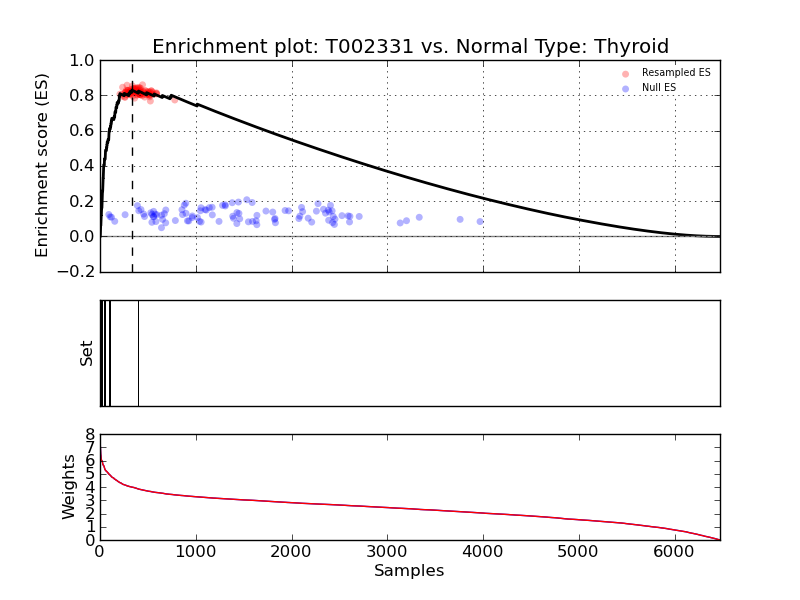 Enrichment plot: T002331 vs. Normal Type: Thyroid
Enrichment score (ES)
1.0
0.8
0.6
0.4
0.2
0.0
−0.2
Resampled ES
Null ES
Set
Weights
8
7
6
5
4
3
2
1
0
0 1000 2000 3000 4000 5000 6000
Samples